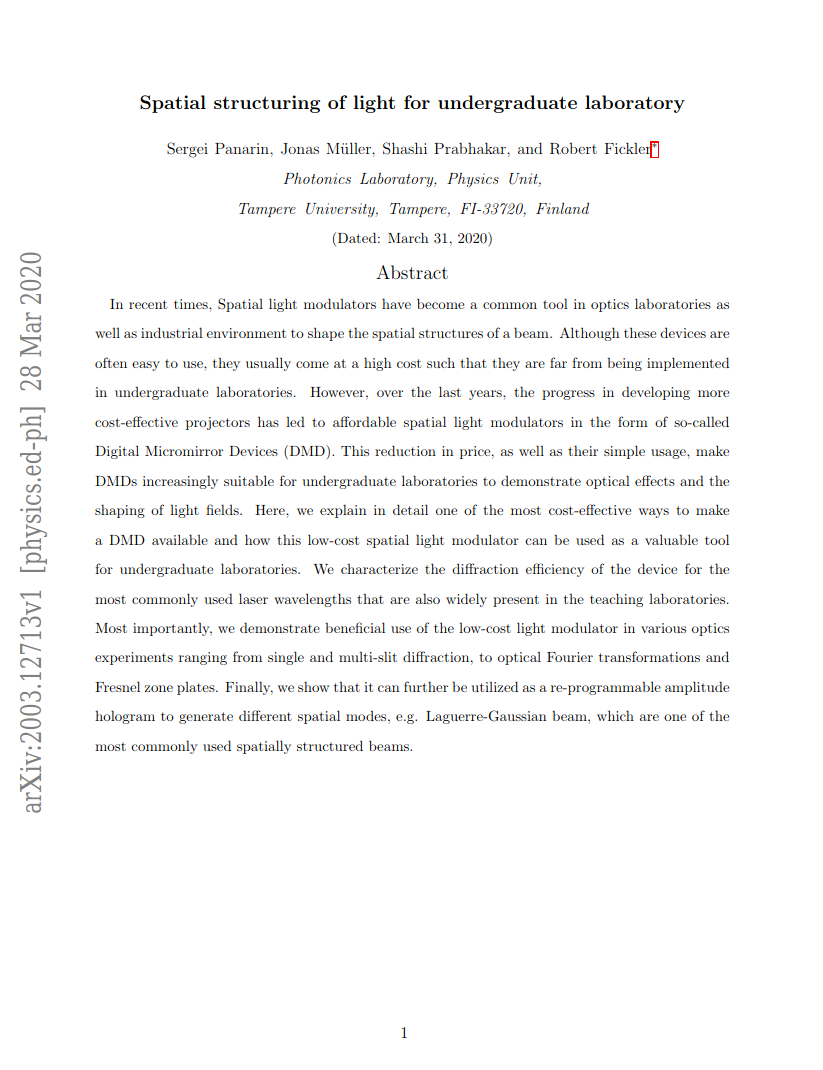 Spatial structuring of light for undergraduate laboratory
Sergei Panarin, Jonas Müller, Shashi Prabhakar, and Robert Fickler*
Photonics Laboratory, Physics Unit,
Tampere University, Tampere, FI-33720, Finland
(Dated: March 31, 2020)
Abstract
In recent times, Spatial light modulators have become a common tool in optics laboratories as
well as industrial environment to shape the spatial structures of a beam. Although these devices are
often easy to use, they usually come at a high cost such that they are far from being implemented
in undergraduate laboratories. However, over the last years, the progress in developing more
cost-effective projectors has led to affordable spatial light modulators in the form of so-called
Digital Micromirror Devices (DMD). This reduction in price, as well as their simple usage, make
DMDs increasingly suitable for undergraduate laboratories to demonstrate optical effects and the
shaping of light fields. Here, we explain in detail one of the most cost-effective ways to make
a DMD available and how this low-cost spatial light modulator can be used as a valuable tool
for undergraduate laboratories. We characterize the diffraction efficiency of the device for the
most commonly used laser wavelengths that are also widely present in the teaching laboratories.
Most importantly, we demonstrate beneficial use of the low-cost light modulator in various optics
experiments ranging from single and multi-slit diffraction, to optical Fourier transformations and
Fresnel zone plates. Finally, we show that it can further be utilized as a re-programmable amplitude
hologram to generate different spatial modes, e.g. Laguerre-Gaussian beam, which are one of the
most commonly used spatially structured beams.
arXiv:2003.12713v1 [physics.ed-ph] 28 Mar 2020
1